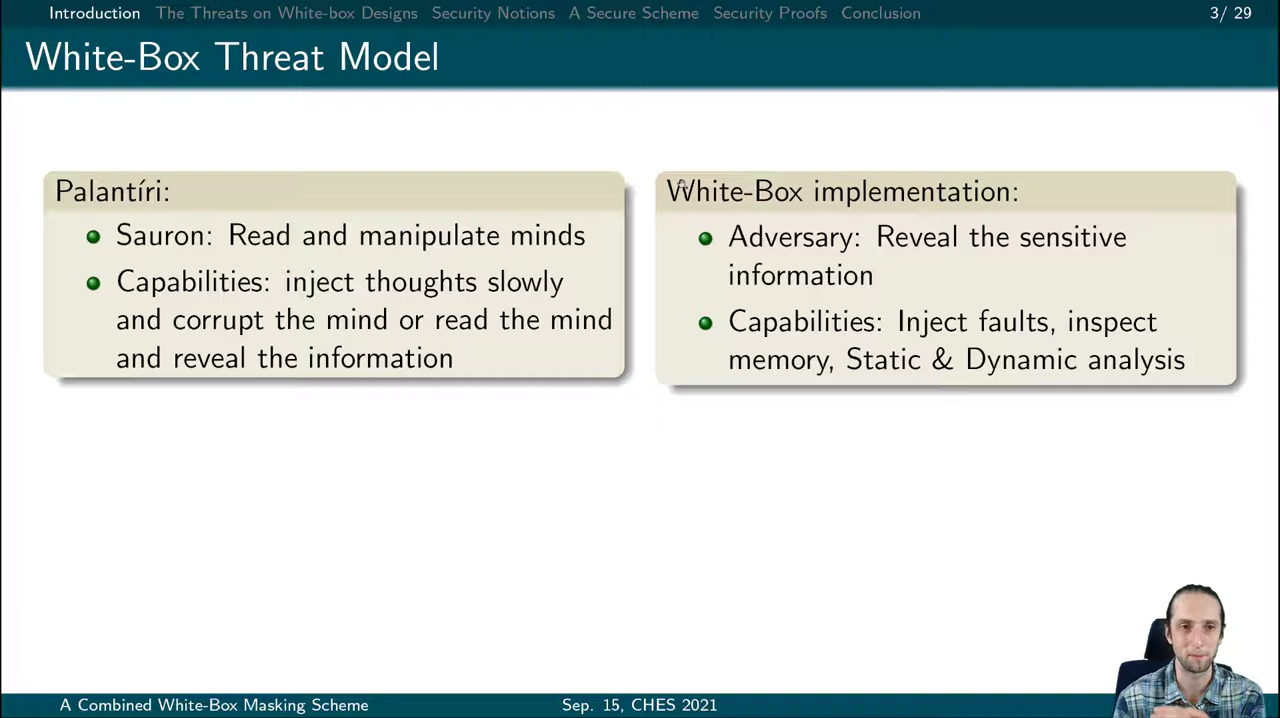 Introduction The Threats on White-box Designs Security Notions A Secure Scheme Security Proofs Conclusion 3/ 29
White-Box Threat Model
Palantíri:
Sauron: Read and manipulate minds
Capabilities: inject thoughts slowly
and corrupt the mind or read the mind
and reveal the information
White-Box implementation:
Adversary: Reveal the sensitive
information
Capabilities: Inject faults, inspect
memory, Static & Dynamic analysis
A Combined White-Box Masking Scheme Sep. 15, CHES 2021